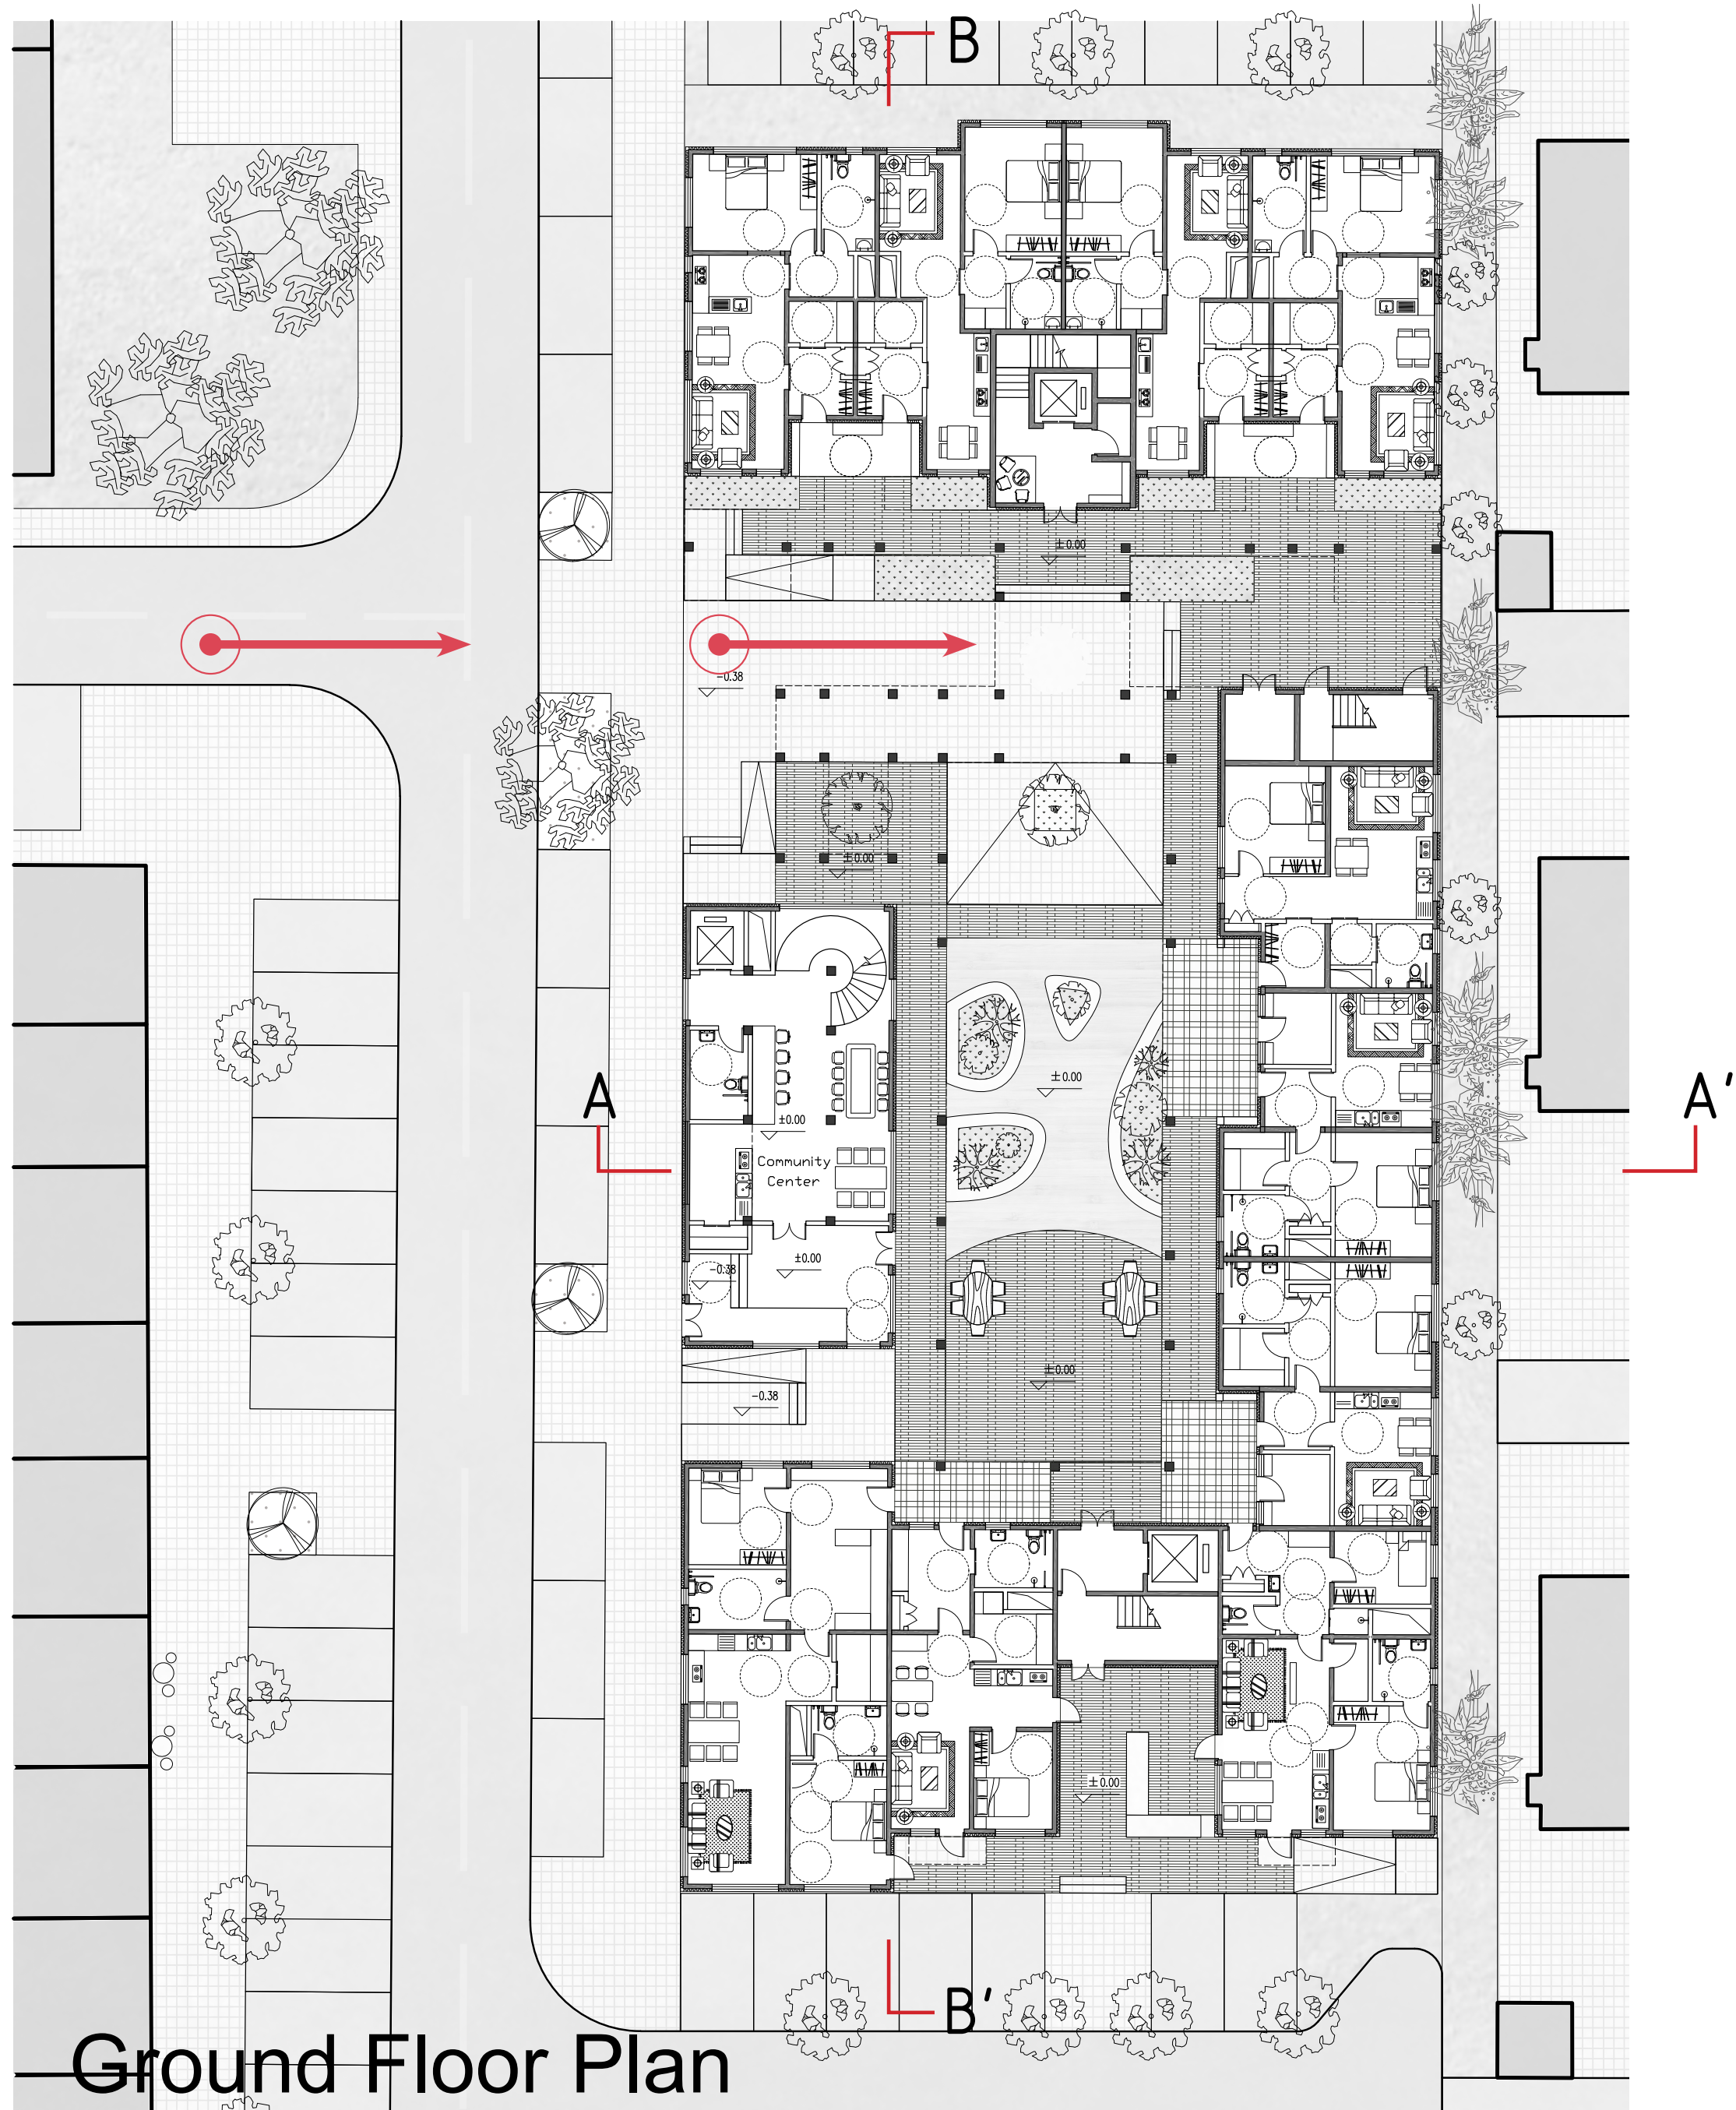 B
±0.00
-0.38
±0.00
±0.00
A
A'
±0.00
Community
Center
±0.00
-0.38
±0.00
-0.38
±0.00
B'
Ground Floor Plan